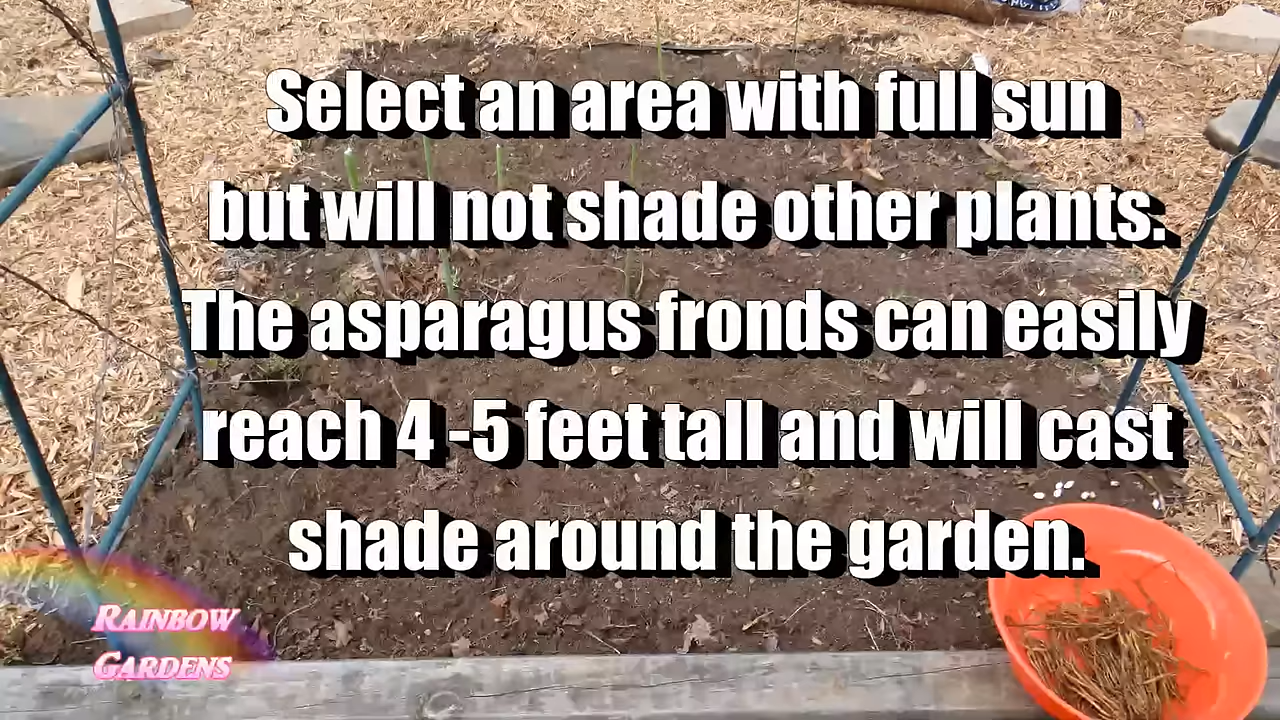 Select an area with full sun
but will not shade other plants.
The asparagus fronds can easily
reach 4 -5 feet tall and will cast
shade around the garden.
RAINBOW
GARDENS